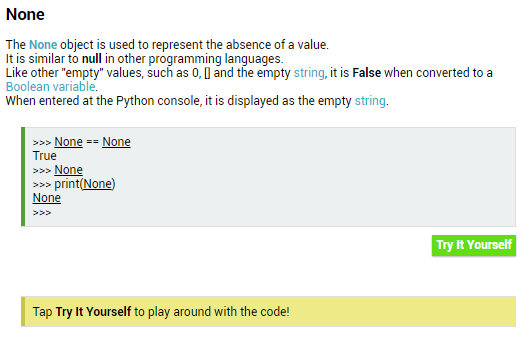 None
The None object is used to represent the absence of a value.
It is similar to null in other programming languages.
Like other "empty" values, such as 0, [] and the empty string, it is False when converted to a
Boolean variable.
When entered at the Python console, it is displayed as the empty string.
>>> None == None
True
>>> None
>>> print(None)
None
>>>
Try It Yourself
Tap Try It Yourself to play around with the code!